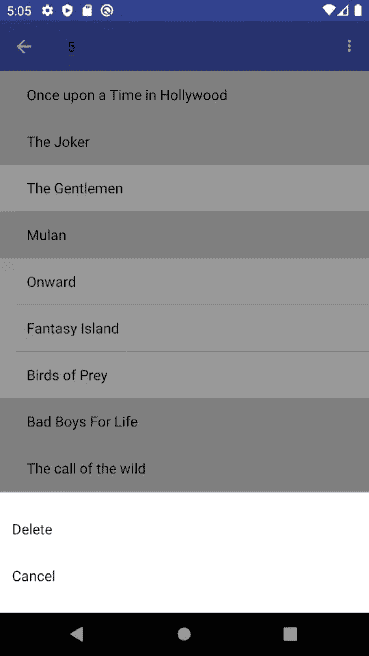 5:05
5
Once upon a Time in Hollywood
The Joker
The Gentlemen
Mulan
Onward
Fantasy Island
Birds of Prey
Bad Boys For Life
The call of the wild
Delete
Cancel